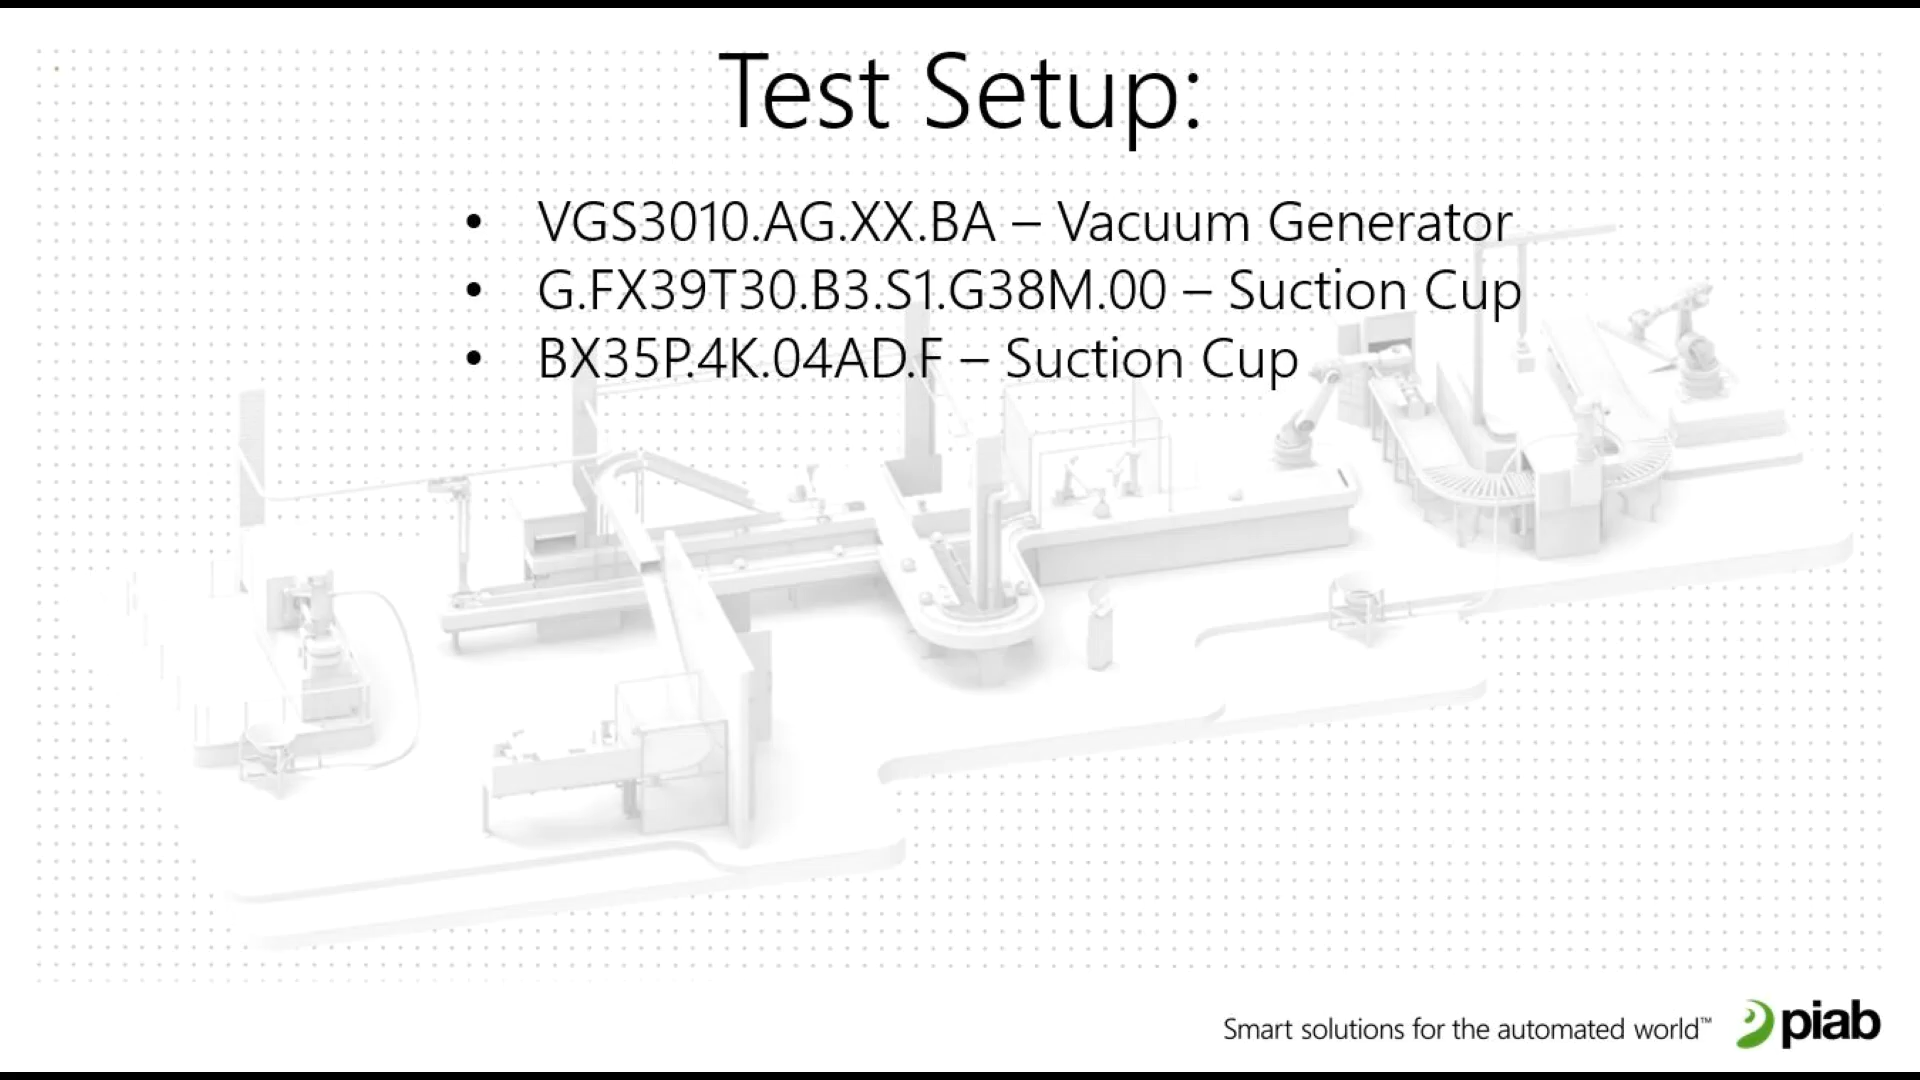 Test Setup:
• VGS3010.AG.XX.BA – Vacuum Generator
• G.FX39T30.B3.S1.G38M.00 – Suction Cup
• BX35P.4K.04AD.F – Suction Cup
Smart solutions for the automated world™ piab